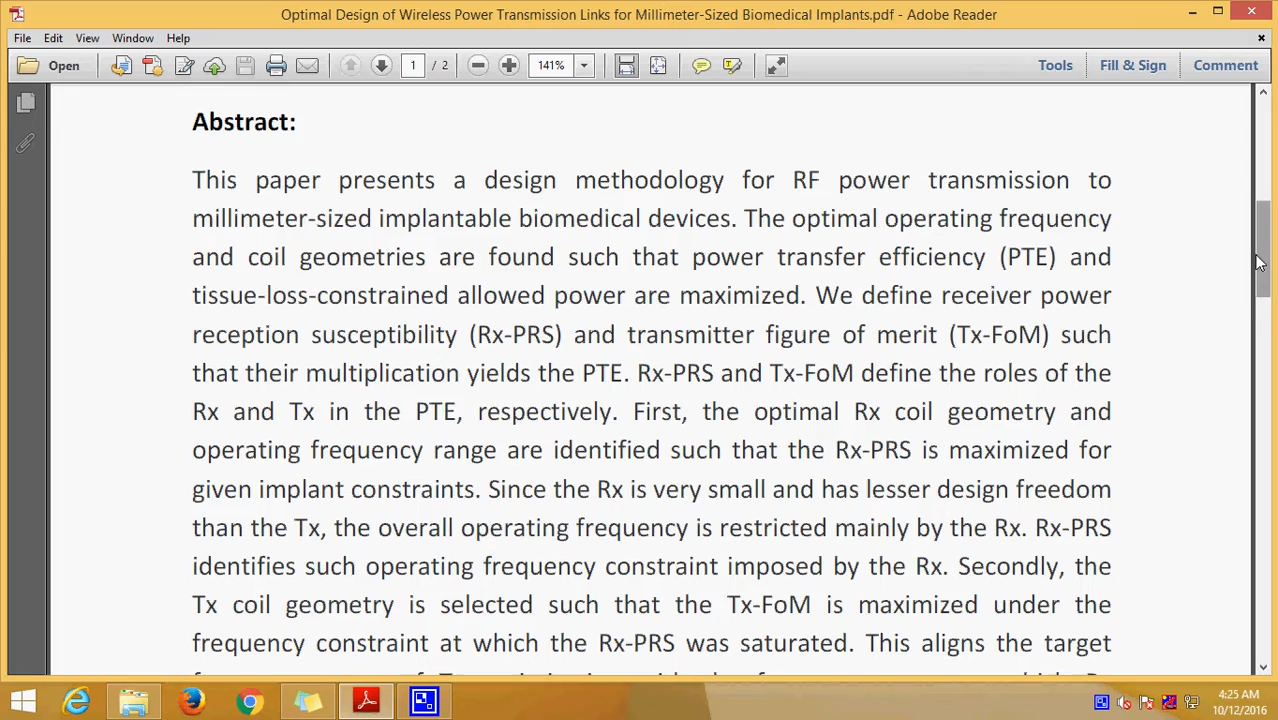 Optimal Design of Wireless Power Transmission Links for Millimeter-Sized Biomedical Implants.pdf - Adobe Reader
File Edit View Window Help
Open 1 / 2 141% Tools Fill & Sign Comment
Abstract:
This paper presents a design methodology for RF power transmission to
millimeter-sized implantable biomedical devices. The optimal operating frequency
and coil geometries are found such that power transfer efficiency (PTE) and
tissue-loss-constrained allowed power are maximized. We define receiver power
reception susceptibility (Rx-PRS) and transmitter figure of merit (Tx-FoM) such
that their multiplication yields the PTE. Rx-PRS and Tx-FoM define the roles of the
Rx and Tx in the PTE, respectively. First, the optimal Rx coil geometry and
operating frequency range are identified such that the Rx-PRS is maximized for
given implant constraints. Since the Rx is very small and has lesser design freedom
than the Tx, the overall operating frequency is restricted mainly by the Rx. Rx-PRS
identifies such operating frequency constraint imposed by the Rx. Secondly, the
Tx coil geometry is selected such that the Tx-FoM is maximized under the
frequency constraint at which the Rx-PRS was saturated. This aligns the target
4:25 AM
10/12/2016